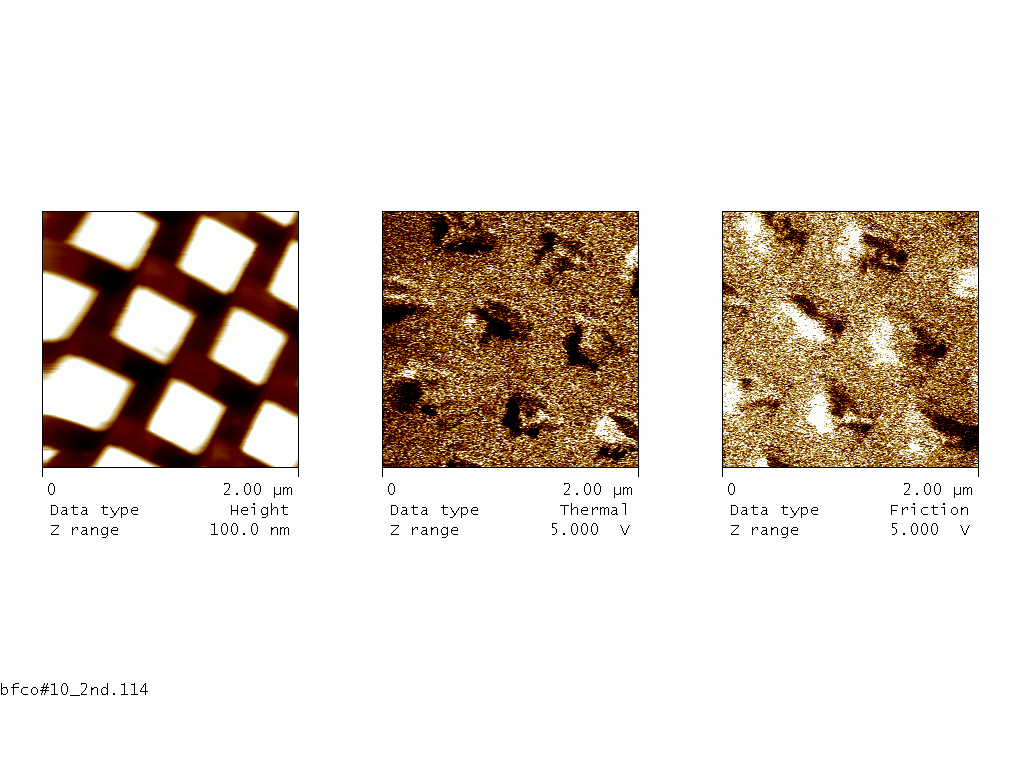 0 2.00 µm
Data type Height
Z range 100.0 nm
0 2.00 µm
Data type Thermal
Z range 5.000 V
0 2.00 µm
Data type Friction
Z range 5.000 V
bfco#10_2nd.114